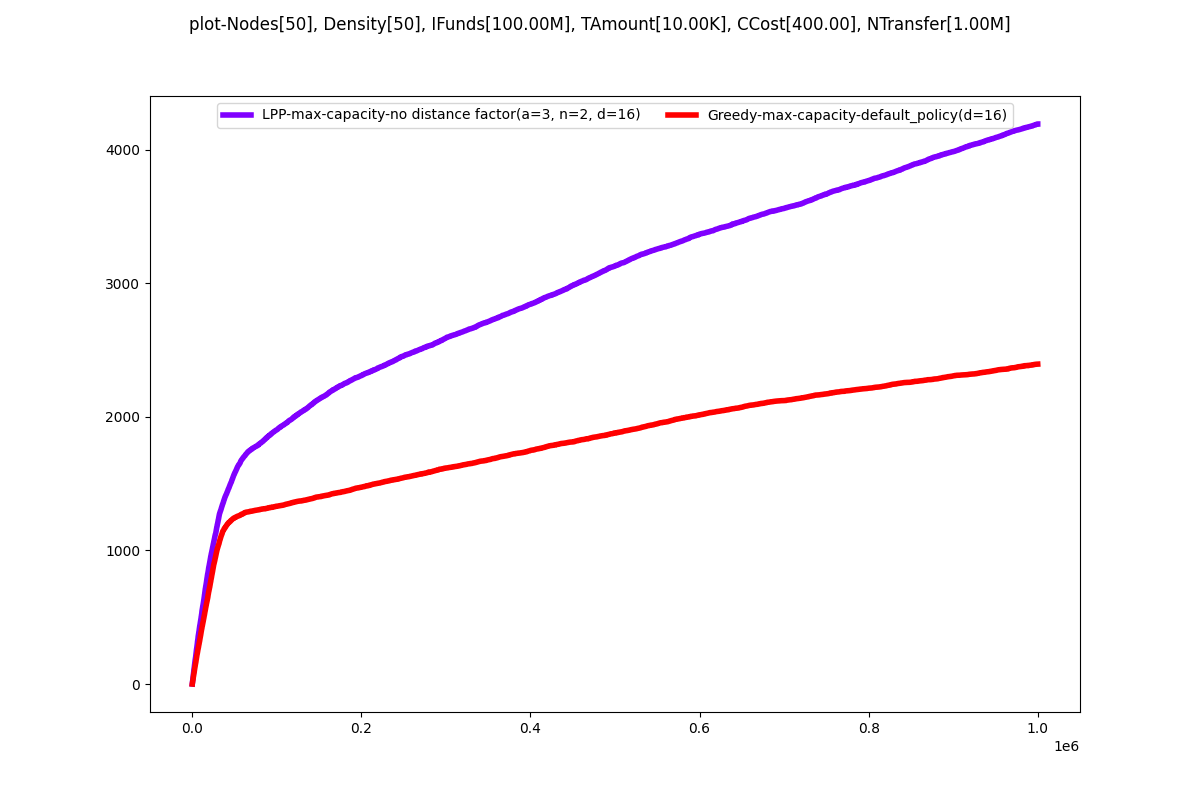 plot-Nodes[50], Density[50], IFunds[100.00M], TAmount[10.00K], CCost[400.00], NTransfer[1.00M]
LPP-max-capacity-no distance factor(a=3, n=2, d=16) Greedy-max-capacity-default_policy(d=16)
4000
3000
2000
1000
0
0.0 0.2 0.4 0.6 0.8 1.0
1e6